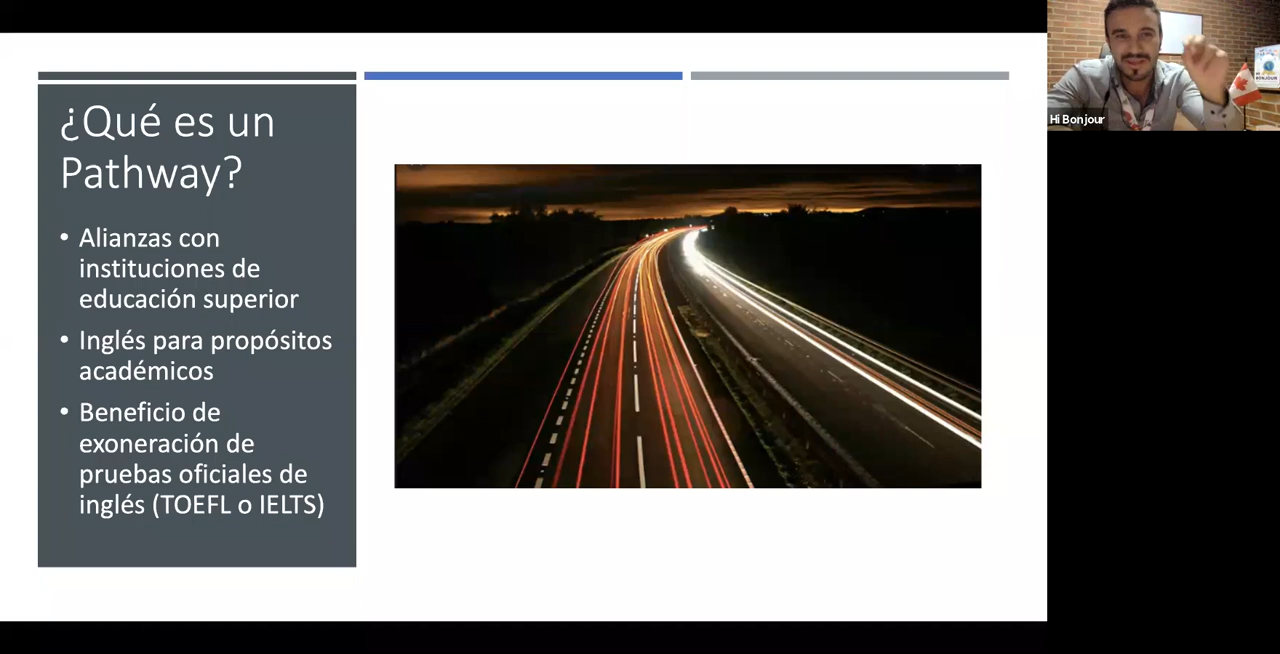 ¿Qué es un
Pathway?
• Alianzas con
instituciones de
educación superior
• Inglés para propósitos
académicos
• Beneficio de
exoneración de
pruebas oficiales de
inglés (TOEFL o IELTS)
Hi Bonjour
BONJOUR